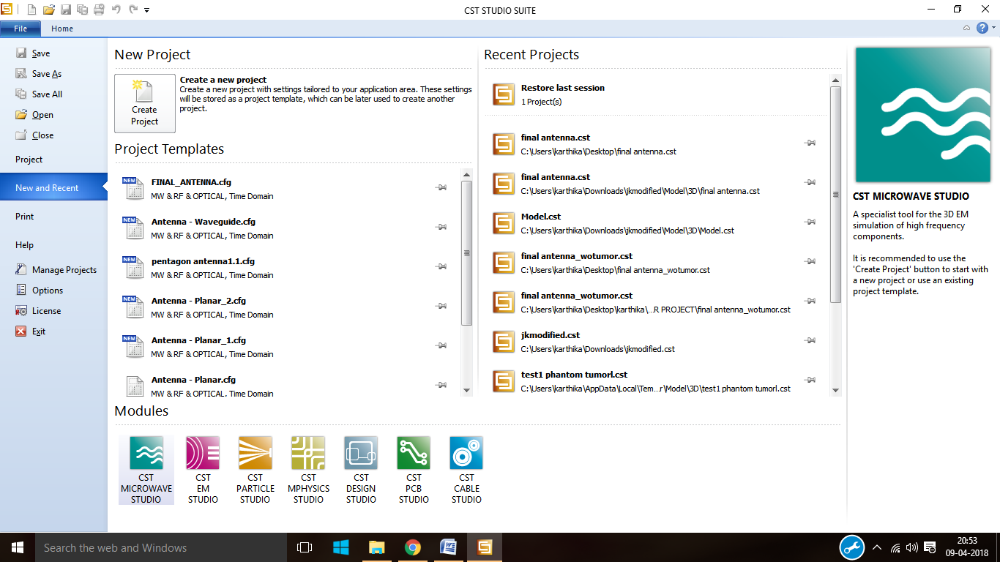 CST STUDIO SUITE
File
Home
Save
Save As
Save All
Open
Close
Project
New and Recent
Print
Help
Manage Projects
Options
License
Exit
New Project
Create
Project
Create a new project
Create a new project with settings tailored to your application area. These settings
will be stored as a project template, which can be later used to create another
project.
Project Templates
NEW
FINAL_ANTENNA.cfg
MW & RF & OPTICAL, Time Domain
NEW
Antenna - Waveguide.cfg
MW & RF & OPTICAL, Time Domain
NEW
pentagon antenna1.1.cfg
MW & RF & OPTICAL, Time Domain
NEW
Antenna - Planar_2.cfg
MW & RF & OPTICAL, Time Domain
NEW
Antenna - Planar_1.cfg
MW & RF & OPTICAL, Time Domain
Antenna - Planar.cfg
MW & RF & OPTICAL, Time Domain
Recent Projects
Restore last session
1 Project(s)
final antenna.cst
C:\Users\karthika\Desktop\final antenna.cst
final antenna.cst
C:\Users\karthika\Downloads\jkmodified\Model\3D\final antenna.cst
Model.cst
C:\Users\karthika\Downloads\jkmodified\Model\3D\Model.cst
final antenna_wotumor.cst
C:\Users\karthika\Desktop\final antenna_wotumor.cst
final antenna_wotumor.cst
C:\Users\karthika\Desktop\karthika\...R PROJECT\final antenna_wotumor.cst
jkmodified.cst
C:\Users\karthika\Downloads\jkmodified.cst
test1 phantom tumorl.cst
C:\Users\karthika\AppData\Local\Tem...r\Model\3D\test1 phantom tumorl.cst
CST MICROWAVE STUDIO
A specialist tool for the 3D EM
simulation of high frequency
components.
It is recommended to use the
'Create Project' button to start with
a new project or use an existing
project template.
Modules
CST
MICROWAVE
STUDIO
CST
EM
STUDIO
CST
PARTICLE
STUDIO
CST
MPHYSICS
STUDIO
CST
DESIGN
STUDIO
CST
PCB
STUDIO
CST
CABLE
STUDIO
Search the web and Windows
20:53
09-04-2018